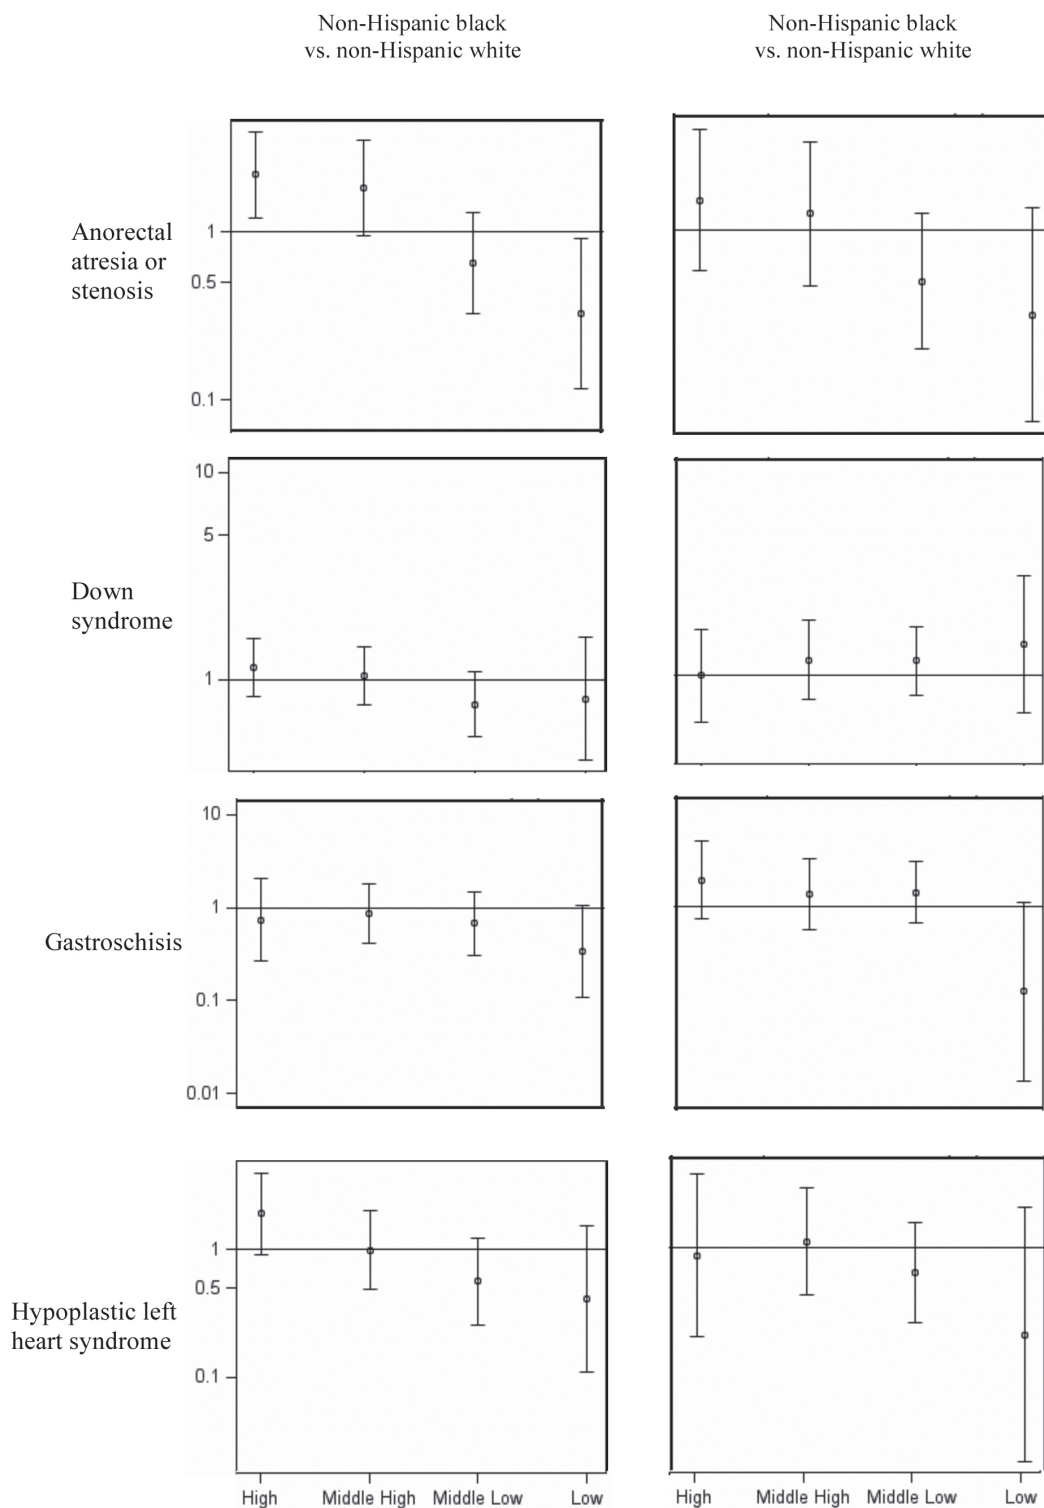 Non-Hispanic black
vs. non-Hispanic white
Non-Hispanic black
vs. non-Hispanic white
Anorectal
atresia or
stenosis
1
0.5
0.1
Down
syndrome
10
5
1
Gastroschisis
10
1
0.1
0.01
Hypoplastic left
heart syndrome
1
0.5
0.1
High Middle High Middle Low Low
High Middle High Middle Low Low